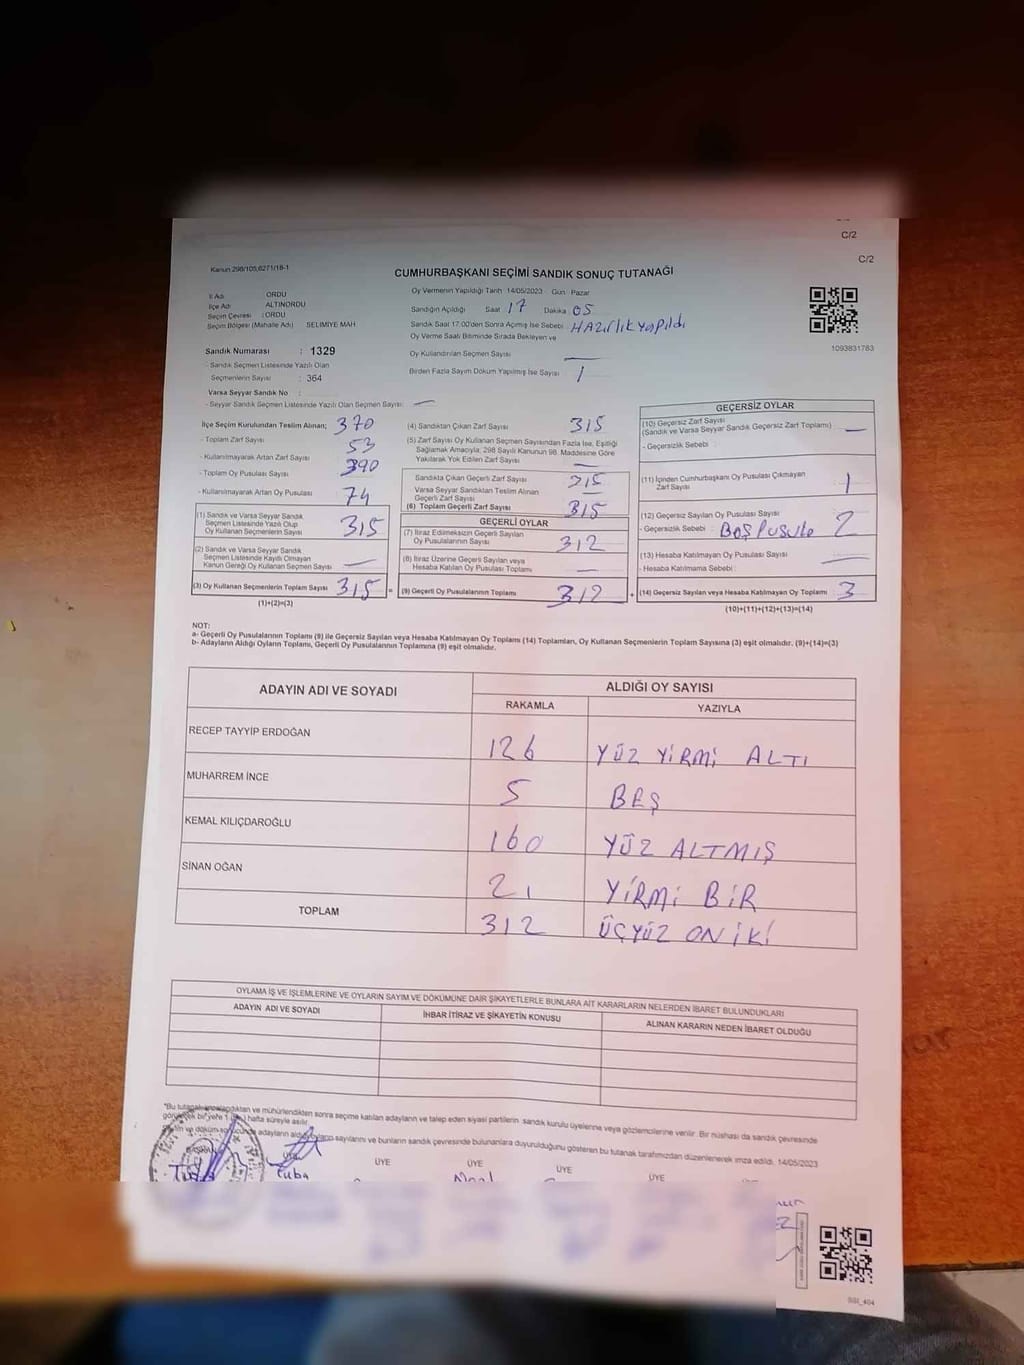 C/2
C/2
Kanun 298/105,6271/18-1
CUMHURBAŞKANI SEÇİMİ SANDIK SONUÇ TUTANAĞI
İl Adı ORDU
İlçe Adı ALTINORDU
Seçim Çevresi : ORDU
Seçim Bölgesi (Mahalle Adı) SELİMİYE MAH
Oy Vermenin Yapıldığı Tarih 14/05/2023 Gün Pazar
Sandığın Açıldığı Saat 17 Dakika 05
Sandık Saat 17.00'den Sonra Açılmış İse Sebebi : HAZIRLIK YAPILDI
Oy Verme Saati Bitiminde Sırada Bekleyen ve
Oy Kullandırılan Seçmen Sayısı —
Birden Fazla Sayım Döküm Yapılmış İse Sayısı 1
1093831783
Sandık Numarası : 1329
- Sandık Seçmen Listesinde Yazılı Olan
Seçmenlerin Sayısı : 364
Varsa Seyyar Sandık No :
- Seyyar Sandık Seçmen Listesinde Yazılı Olan Seçmen Sayısı: —
İlçe Seçim Kurulundan Teslim Alınan; 370
- Toplam Zarf Sayısı 53
- Kullanılmayarak Artan Zarf Sayısı 390
- Toplam Oy Pusulası Sayısı
- Kullanılmayarak Artan Oy Pusulası 74
(1) Sandık ve Varsa Seyyar Sandık
Seçmen Listesinde Yazılı Olup
Oy Kullanan Seçmenlerin Sayısı 315
(2) Sandık ve Varsa Seyyar Sandık
Seçmen Listesinde Kayıtlı Olmayan
Kanun Gereği Oy Kullanan Seçmen Sayısı —
(3) Oy Kullanan Seçmenlerin Toplam Sayısı 315 =
(1)+(2)=(3)
(4) Sandıktan Çıkan Zarf Sayısı 315
(5) Zarf Sayısı Oy Kullanan Seçmen Sayısından Fazla İse, Eşitliği
Sağlamak Amacıyla; 298 Sayılı Kanunun 98. Maddesine Göre
Yakılarak Yok Edilen Zarf Sayısı —
Sandıkta Çıkan Geçerli Zarf Sayısı 315
Varsa Seyyar Sandıktan Teslim Alınan
Geçerli Zarf Sayısı —
(6) Toplam Geçerli Zarf Sayısı 315
GEÇERLİ OYLAR
(7) İtiraz Edilmeksizin Geçerli Sayılan
Oy Pusulalarının Sayısı 312
(8) İtiraz Üzerine Geçerli Sayılan veya
Hesaba Katılan Oy Pusulası Toplamı —
(9) Geçerli Oy Pusulalarının Toplamı 312 +
GEÇERSİZ OYLAR
(10) Geçersiz Zarf Sayısı
(Sandık ve Varsa Seyyar Sandık Geçersiz Zarf Toplamı) —
- Geçersizlik Sebebi :
(11) İçinden Cumhurbaşkanı Oy Pusulası Çıkmayan
Zarf Sayısı 1
(12) Geçersiz Sayılan Oy Pusulası Sayısı 2
- Geçersizlik Sebebi : BOŞ PUSULA
(13) Hesaba Katılmayan Oy Pusulası Sayısı —
- Hesaba Katılmama Sebebi :
(14) Geçersiz Sayılan veya Hesaba Katılmayan Oy Toplamı 3
(10)+(11)+(12)+(13)=(14)
NOT:
a- Geçerli Oy Pusulalarının Toplamı (9) ile Geçersiz Sayılan veya Hesaba Katılmayan Oy Toplamı (14) Toplamları, Oy Kullanan Seçmenlerin Toplam Sayısına (3) eşit olmalıdır. (9)+(14)=(3)
b- Adayların Aldığı Oyların Toplamı, Geçerli Oy Pusulalarının Toplamına (9) eşit olmalıdır.
ADAYIN ADI VE SOYADI
ALDIĞI OY SAYISI
RAKAMLA YAZIYLA
RECEP TAYYİP ERDOĞAN 126 YÜZ YİRMİ ALTI
MUHARREM İNCE 5 BEŞ
KEMAL KILIÇDAROĞLU 160 YÜZ ALTMIŞ
SİNAN OĞAN 21 YİRMİ BİR
TOPLAM 312 ÜÇYÜZ ON İKİ
OYLAMA İŞ VE İŞLEMLERİNE VE OYLARIN SAYIM VE DÖKÜMÜNE DAİR ŞİKAYETLERLE BUNLARA AİT KARARLARIN NELERDEN İBARET BULUNDUKLARI
ADAYIN ADI VE SOYADI İHBAR İTİRAZ VE ŞİKAYETİN KONUSU ALINAN KARARIN NEDEN İBARET OLDUĞU
*Bu tutanak onaylandıktan ve mühürlendikten sonra seçime katılan adayların ve talep eden siyasi partilerin sandık kurulu üyelerine veya gözlemcilerine verilir. Bir nüshası da sandık çevresinde
görülecek bir yere 1 hafta süreyle asılır.
adayların aldığı oyların sayılarını ve bunların sandık çevresinde bulunanlara duyurulduğunu gösteren bu tutanak tarafımızdan düzenlenerek imza edildi. 14/05/2023
BAŞKAN ÜYE ÜYE ÜYE ÜYE ÜYE
Tuba